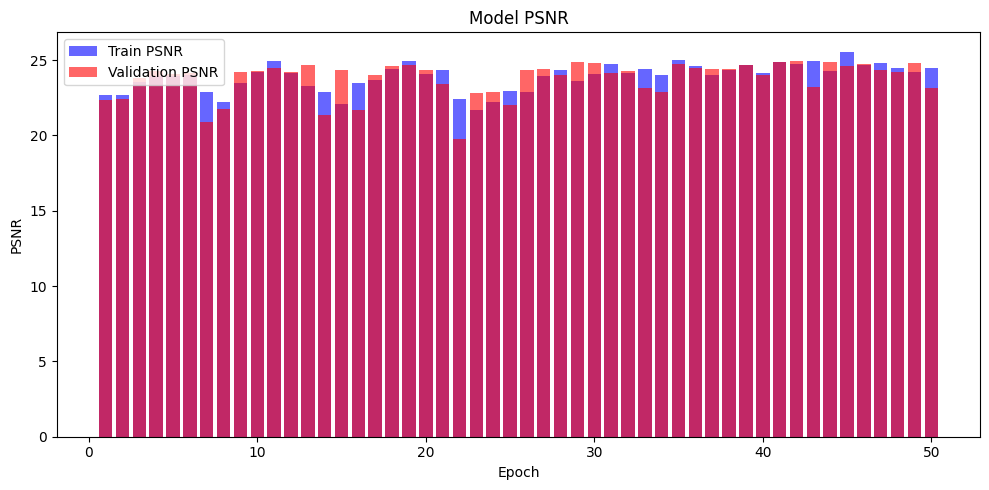 Model PSNR
Train PSNR
Validation PSNR
25
20
15
10
5
0
PSNR
0 10 20 30 40 50
Epoch